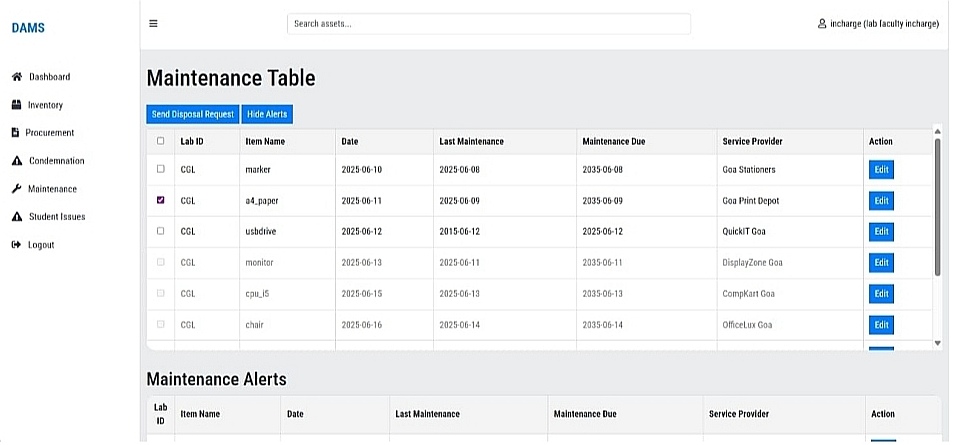 DAMS
Search assets...
incharge (lab faculty incharge)
Dashboard
Inventory
Procurement
Condemnation
Maintenance
Student Issues
Logout
Maintenance Table
Send Disposal Request Hide Alerts
Lab ID Item Name Date Last Maintenance Maintenance Due Service Provider Action
CGL marker 2025-06-10 2025-06-08 2035-06-08 Goa Stationers Edit
CGL a4_paper 2025-06-11 2025-06-09 2035-06-09 Goa Print Depot Edit
CGL usbdrive 2025-06-12 2015-06-12 2025-06-12 QuickIT Goa Edit
CGL monitor 2025-06-13 2025-06-11 2035-06-11 DisplayZone Goa Edit
CGL cpu_i5 2025-06-15 2025-06-13 2035-06-13 CompKart Goa Edit
CGL chair 2025-06-16 2025-06-14 2035-06-14 OfficeLux Goa Edit
Maintenance Alerts
Lab ID Item Name Date Last Maintenance Maintenance Due Service Provider Action